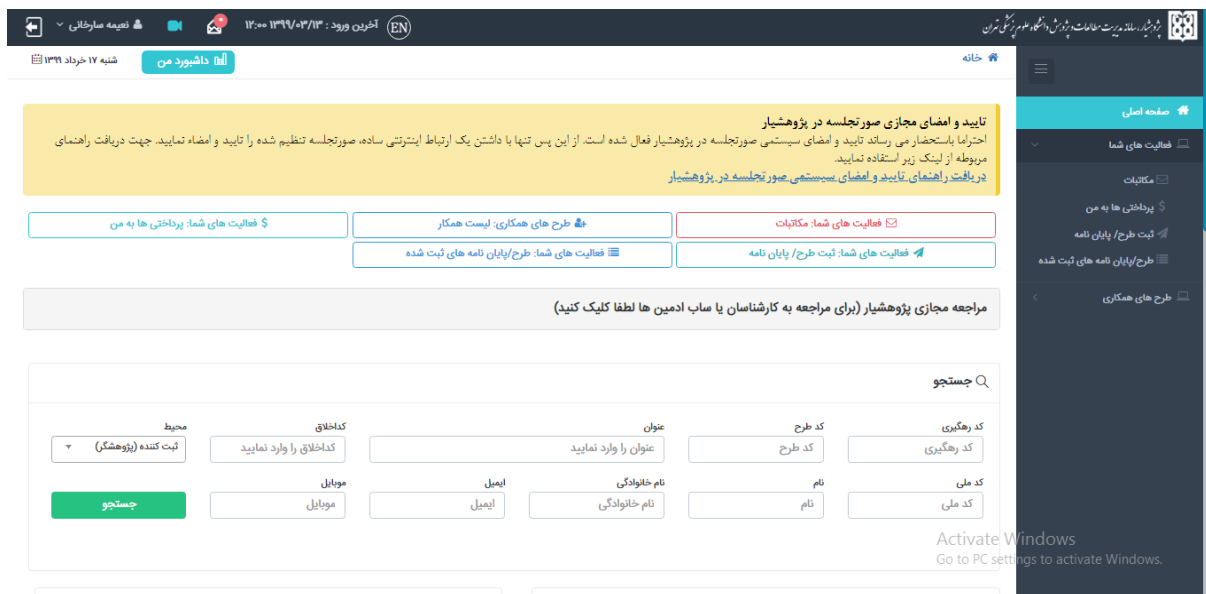 پژوهشیار، سامانه مدیریت مطالعات و پژوهش دانشگاه علوم پزشکی تهران
EN
آخرین ورود : ۱۳۹۹/۰۳/۱۳ ۱۲:۰۰
نعیمه سارخانی
خانه
داشبورد من
شنبه ۱۷ خرداد ۱۳۹۹
صفحه اصلی
فعالیت های شما
مکاتبات
پرداختی ها به من
ثبت طرح/ پایان نامه
طرح/پایان نامه های ثبت شده
طرح های همکاری
تایید و امضای مجازی صورتجلسه در پژوهشیار
احتراما باستحضار می رساند تایید و امضای سیستمی صورتجلسه در پژوهشیار فعال شده است. از این پس تنها با داشتن یک ارتباط اینترنتی ساده، صورتجلسه تنظیم شده را تایید و امضاء نمایید. جهت دریافت راهنمای
مربوطه از لینک زیر استفاده نمایید.
دریافت راهنمای تایید و امضای سیستمی صورتجلسه در پژوهشیار
فعالیت های شما: مکاتبات
طرح های همکاری: لیست همکار
فعالیت های شما: پرداختی ها به من
فعالیت های شما: ثبت طرح/ پایان نامه
فعالیت های شما: طرح/پایان نامه های ثبت شده
مراجعه مجازی پژوهشیار (برای مراجعه به کارشناسان یا ساب ادمین ها لطفا کلیک کنید)
جستجو
کد رهگیری
کد طرح
عنوان
کداخلاق
محیط
کد رهگیری
کد طرح
عنوان را وارد نمایید
کداخلاق را وارد نمایید
ثبت کننده (پژوهشگر)
کد ملی
نام
نام خانوادگی
ایمیل
موبایل
کد ملی
نام
نام خانوادگی
ایمیل
موبایل
جستجو
Activate Windows
Go to PC settings to activate Windows.